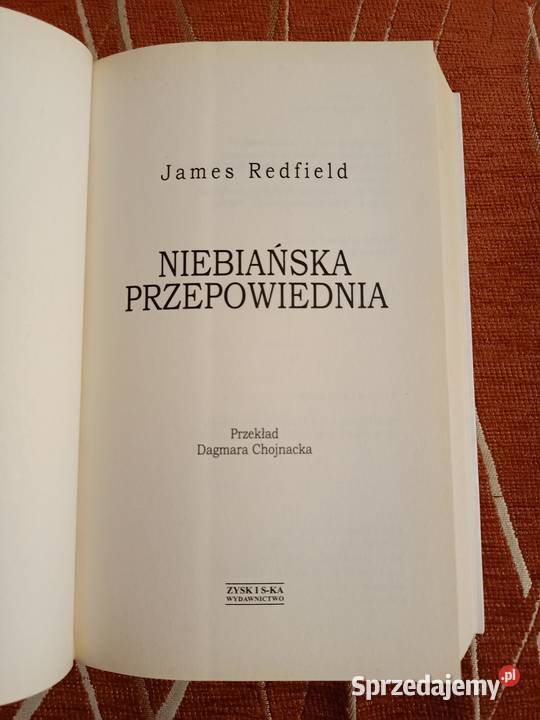 James Redfield
NIEBIAŃSKA
PRZEPOWIEDNIA
Przekład
Dagmara Chojnacka
ZYSK I S-KA
WYDAWNICTWO
Sprzedajemy.pl